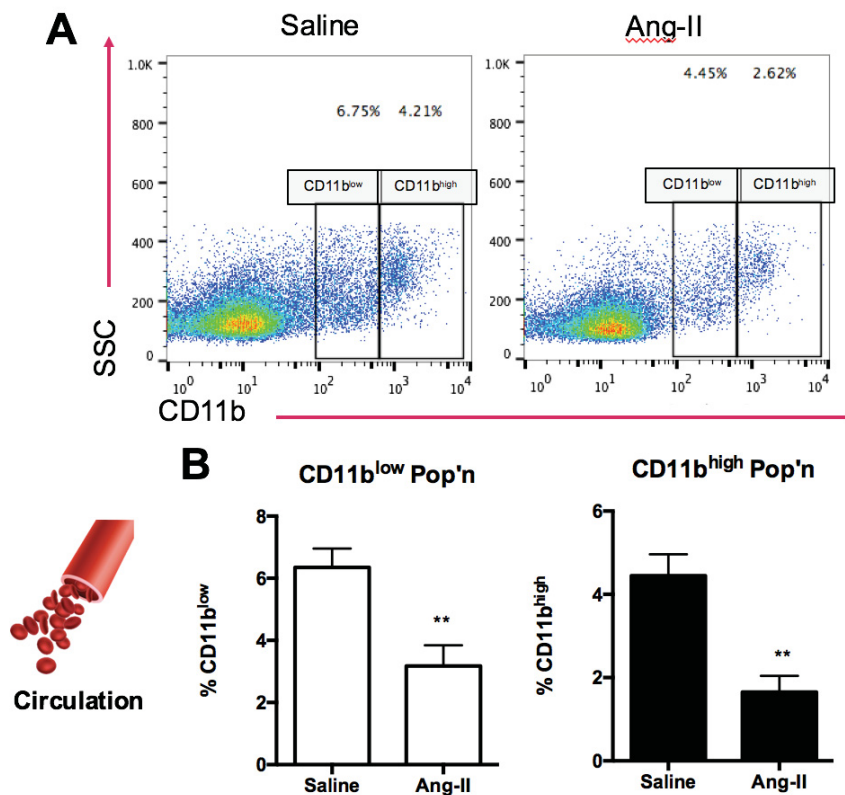 A
Saline
Ang-II
1.0K
800
600
400
200
0
6.75% 4.21%
CD11blow
CD11bhigh
10⁰ 10¹ 10² 10³ 10⁴
1.0K
800
600
400
200
0
4.45% 2.62%
CD11blow
CD11bhigh
10⁰ 10¹ 10² 10³ 10⁴
SSC
CD11b
B
Circulation
CD11blow Pop'n
% CD11blow
8
6
4
2
0
**
Saline Ang-II
CD11bhigh Pop'n
% CD11bhigh
6
4
2
0
**
Saline Ang-II